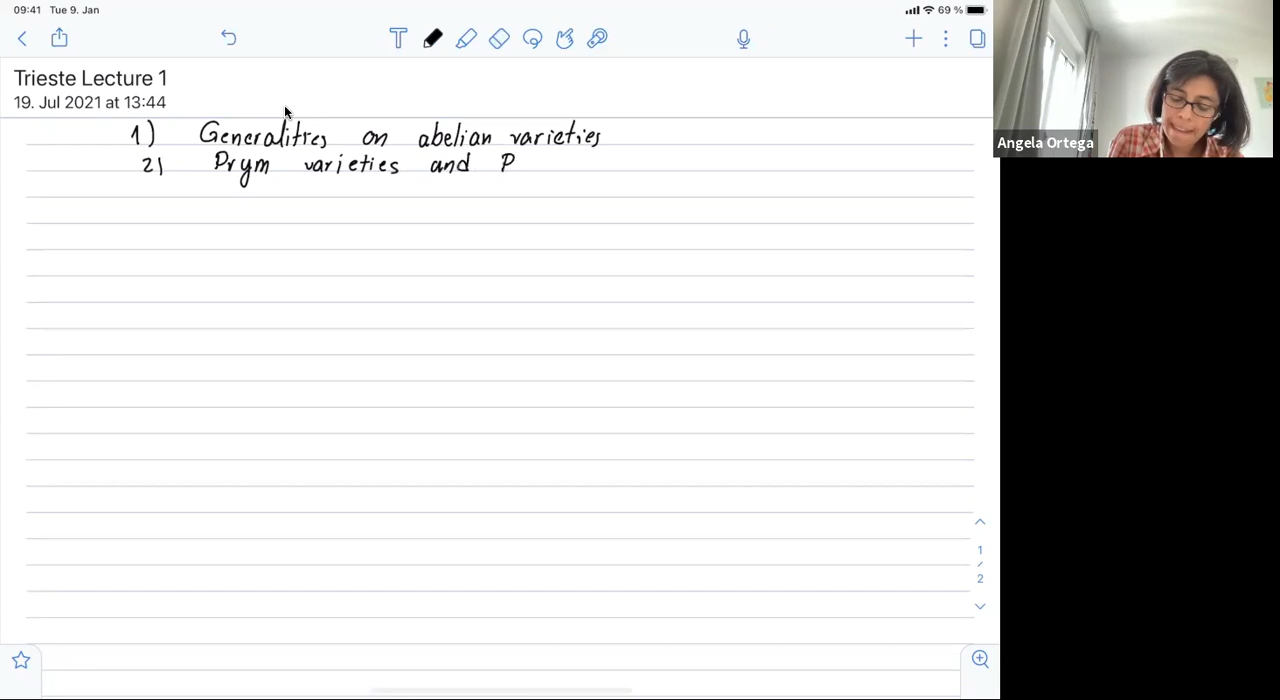 09:41 Tue 9. Jan
69 %
Trieste Lecture 1
19. Jul 2021 at 13:44
1) Generalitres on abelian varieties
2) Prym varieties and P
Angela Ortega
1
2